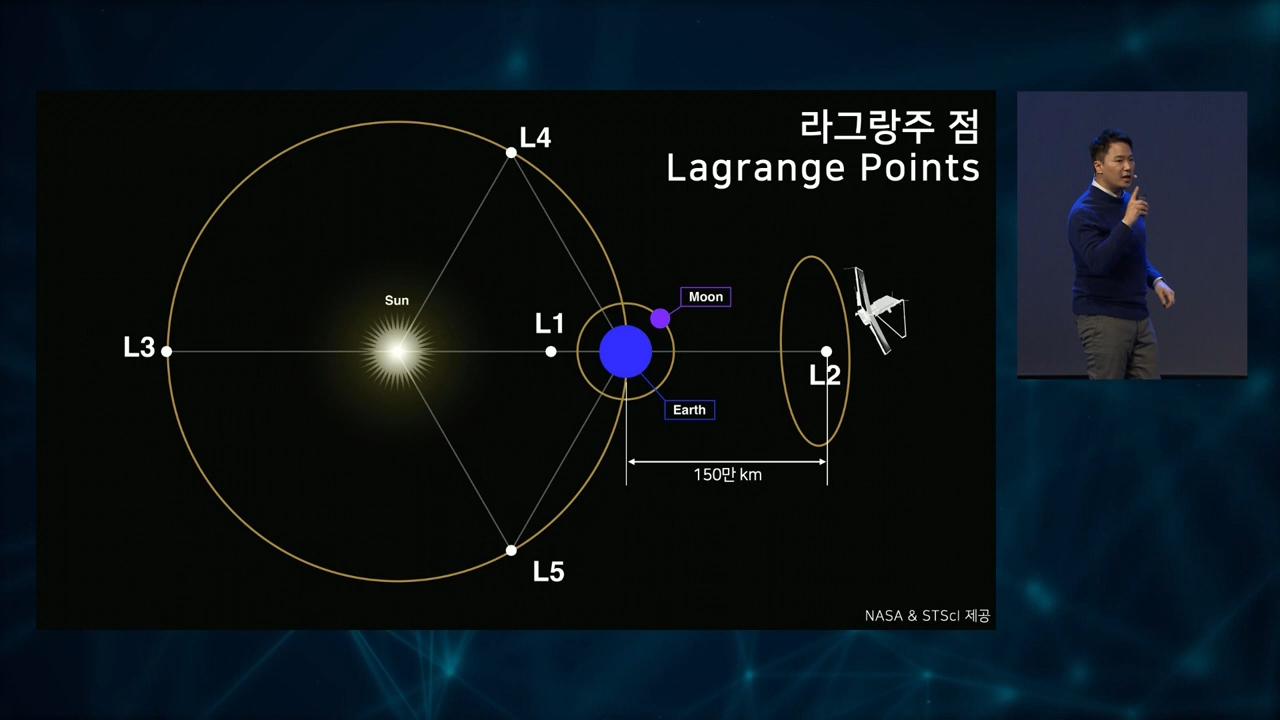 라그랑주 점
Lagrange Points
L4
Sun
Moon
L1
L3
L2
Earth
150만 km
L5
NASA & STScI 제공